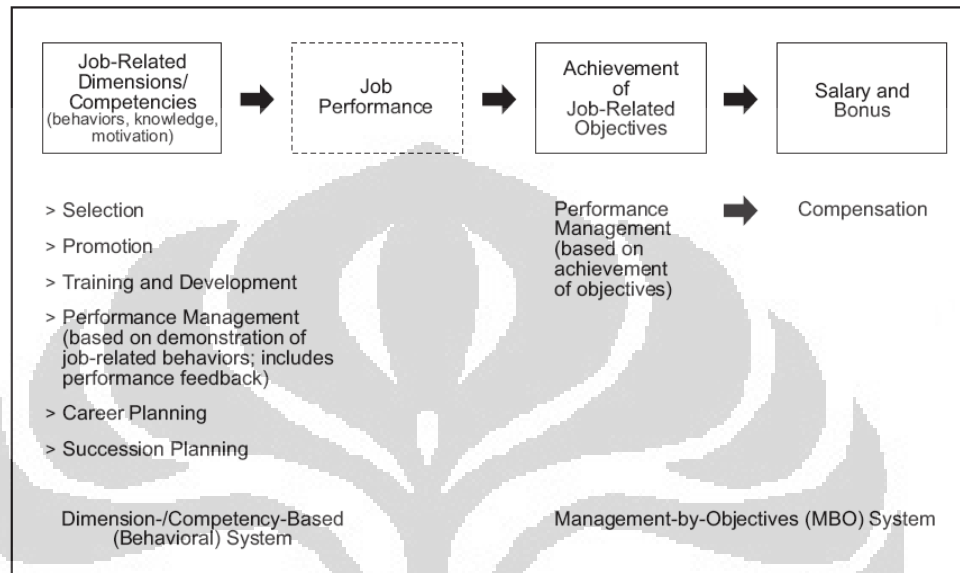 Job-Related
Dimensions/
Competencies
(behaviors, knowledge,
motivation)
Job
Performance
Achievement
of
Job-Related
Objectives
Salary and
Bonus
> Selection
> Promotion
> Training and Development
> Performance Management
(based on demonstration of
job-related behaviors; includes
performance feedback)
> Career Planning
> Succession Planning
Performance
Management
(based on
achievement
of objectives)
Compensation
Dimension-/Competency-Based
(Behavioral) System
Management-by-Objectives (MBO) System